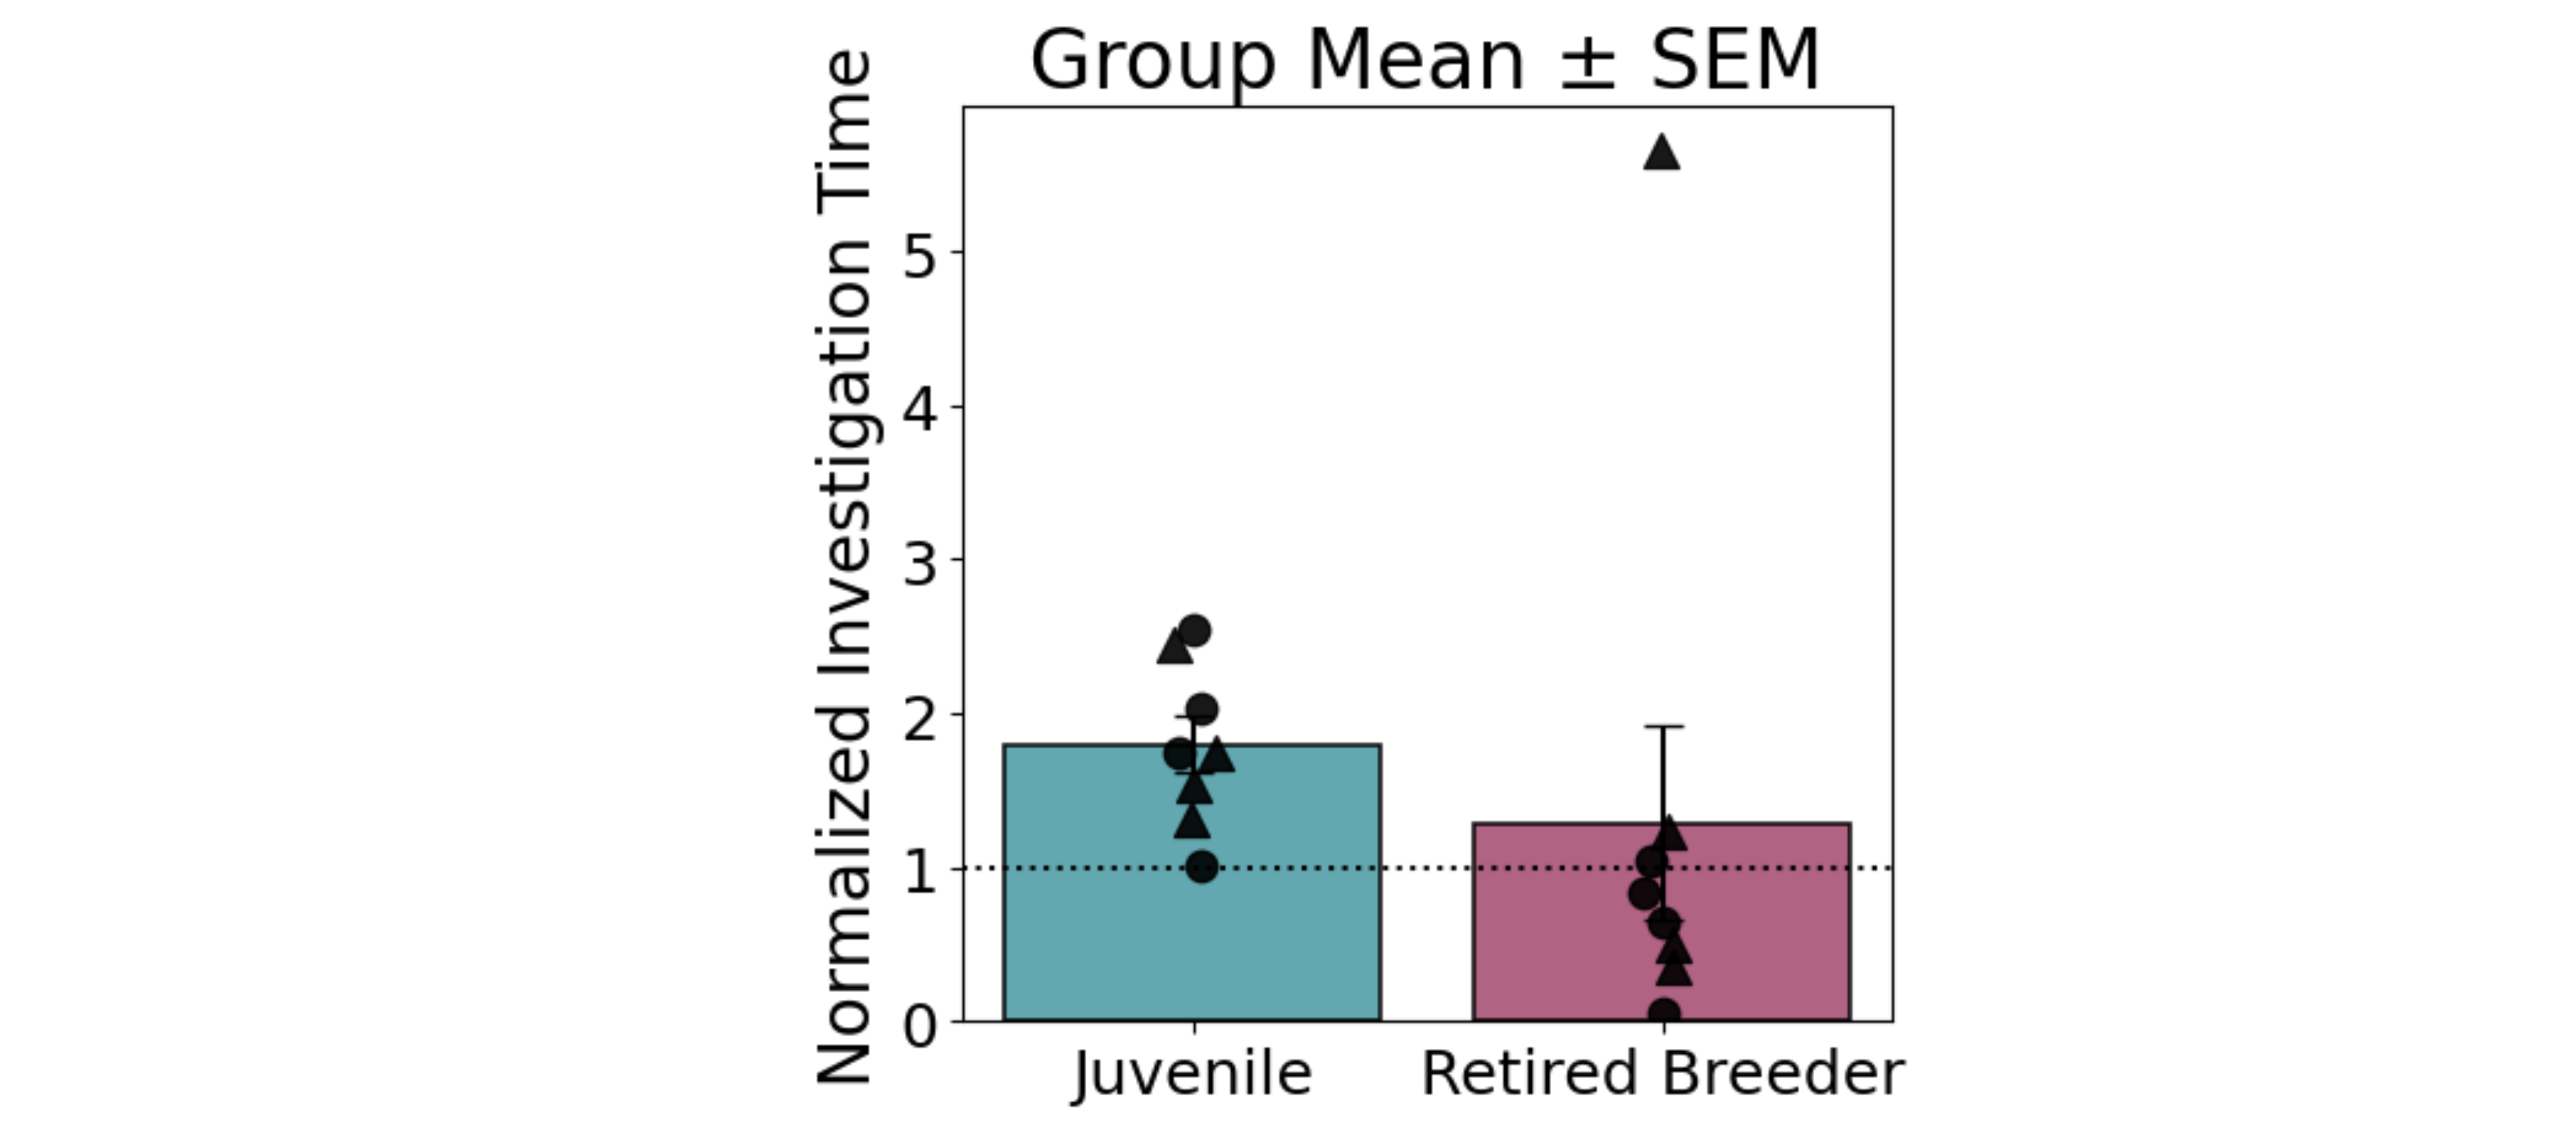 Group Mean ± SEM
Normalized Investigation Time
5
4
3
2
1
0
Juvenile
Retired Breeder